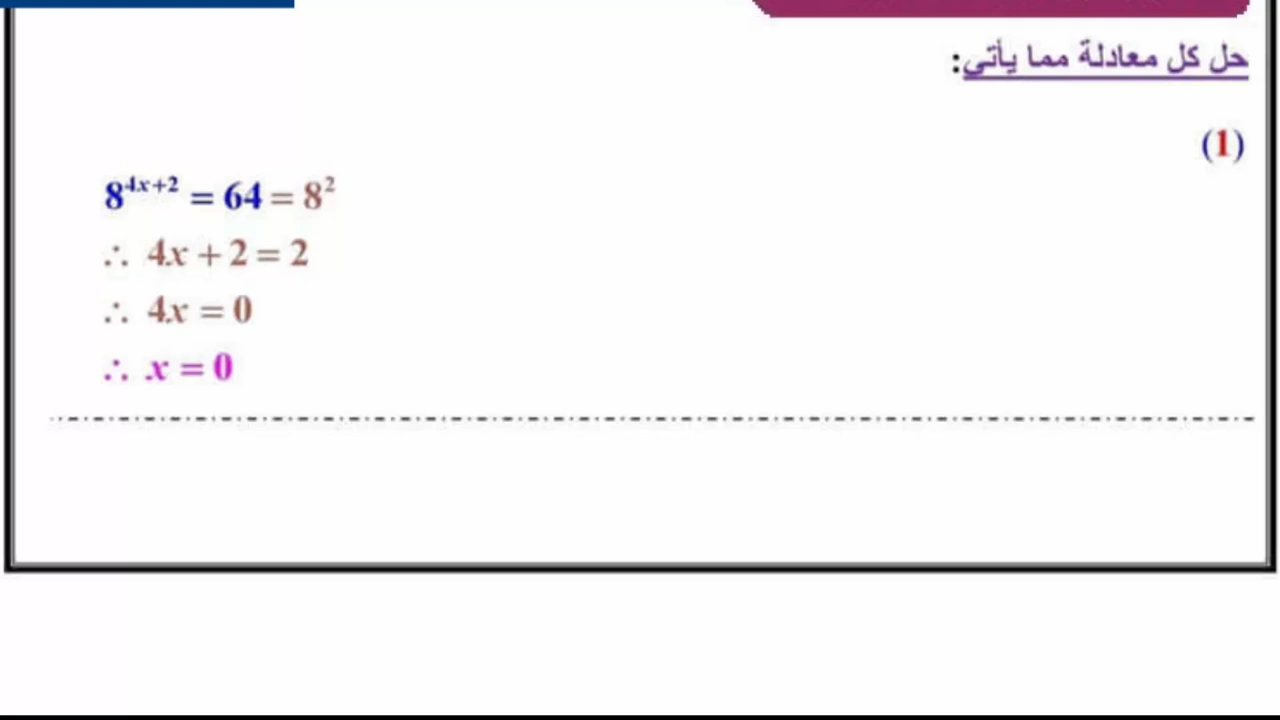 حل كل معادلة مما يأتي:
(1)
8^{4x+2} = 64 = 8^2
∴ 4x + 2 = 2
∴ 4x = 0
∴ x = 0